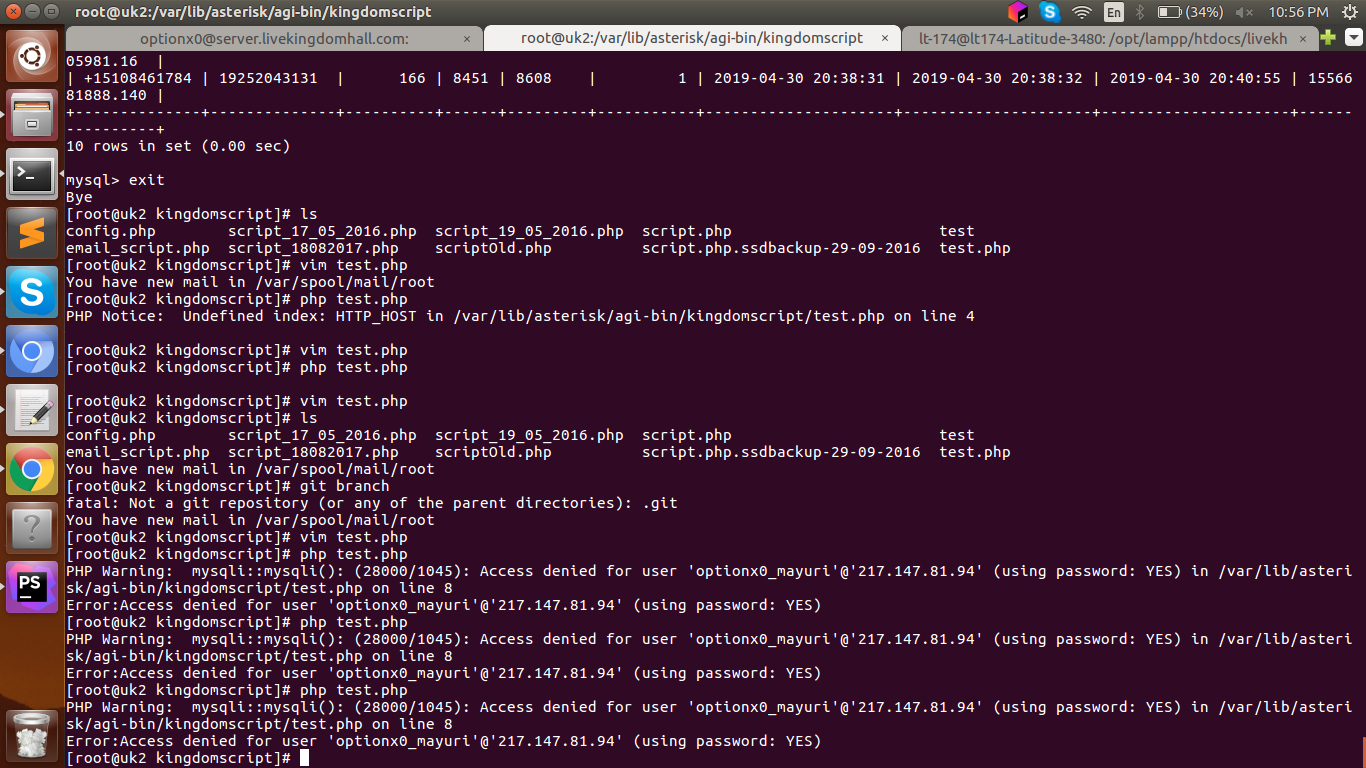 root@uk2:/var/lib/asterisk/agi-bin/kingdomscript
En
(34%)
10:56 PM
optionx0@server.livekingdomhall.com: ×
root@uk2:/var/lib/asterisk/agi-bin/kingdomscript ×
lt-174@lt174-Latitude-3480: /opt/lampp/htdocs/livekh ×
05981.16 |
| +15108461784 | 19252043131 | 166 | 8451 | 8608 | 1 | 2019-04-30 20:38:31 | 2019-04-30 20:38:32 | 2019-04-30 20:40:55 | 15566
81888.140 |
+--------------+--------------+----------+------+---------+-----------+---------------------+---------------------+---------------------+------
----------+
10 rows in set (0.00 sec)
mysql> exit
Bye
[root@uk2 kingdomscript]# ls
config.php script_17_05_2016.php script_19_05_2016.php script.php test
email_script.php script_18082017.php scriptOld.php script.php.ssdbackup-29-09-2016 test.php
[root@uk2 kingdomscript]# vim test.php
You have new mail in /var/spool/mail/root
[root@uk2 kingdomscript]# php test.php
PHP Notice:  Undefined index: HTTP_HOST in /var/lib/asterisk/agi-bin/kingdomscript/test.php on line 4
[root@uk2 kingdomscript]# vim test.php
[root@uk2 kingdomscript]# php test.php
[root@uk2 kingdomscript]# vim test.php
[root@uk2 kingdomscript]# ls
config.php script_17_05_2016.php script_19_05_2016.php script.php test
email_script.php script_18082017.php scriptOld.php script.php.ssdbackup-29-09-2016 test.php
You have new mail in /var/spool/mail/root
[root@uk2 kingdomscript]# git branch
fatal: Not a git repository (or any of the parent directories): .git
You have new mail in /var/spool/mail/root
[root@uk2 kingdomscript]# vim test.php
[root@uk2 kingdomscript]# php test.php
PHP Warning:  mysqli::mysqli(): (28000/1045): Access denied for user 'optionx0_mayuri'@'217.147.81.94' (using password: YES) in /var/lib/asteri
sk/agi-bin/kingdomscript/test.php on line 8
Error:Access denied for user 'optionx0_mayuri'@'217.147.81.94' (using password: YES)
[root@uk2 kingdomscript]# php test.php
PHP Warning:  mysqli::mysqli(): (28000/1045): Access denied for user 'optionx0_mayuri'@'217.147.81.94' (using password: YES) in /var/lib/asteri
sk/agi-bin/kingdomscript/test.php on line 8
Error:Access denied for user 'optionx0_mayuri'@'217.147.81.94' (using password: YES)
[root@uk2 kingdomscript]# php test.php
PHP Warning:  mysqli::mysqli(): (28000/1045): Access denied for user 'optionx0_mayuri'@'217.147.81.94' (using password: YES) in /var/lib/asteri
sk/agi-bin/kingdomscript/test.php on line 8
Error:Access denied for user 'optionx0_mayuri'@'217.147.81.94' (using password: YES)
[root@uk2 kingdomscript]#
>_
S
?
PS